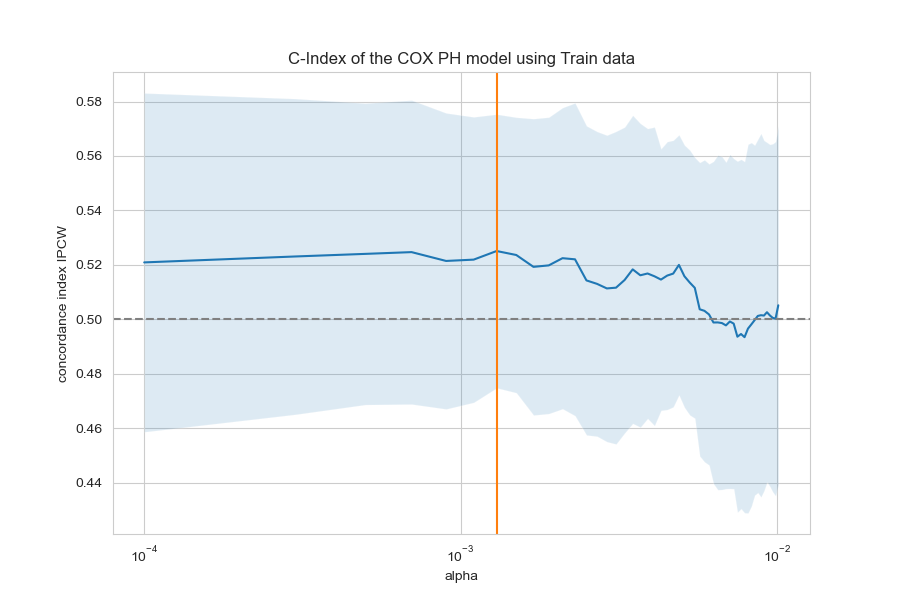 C-Index of the COX PH model using Train data
concordance index IPCW
0.58
0.56
0.54
0.52
0.50
0.48
0.46
0.44
10⁻⁴ 10⁻³ 10⁻²
alpha